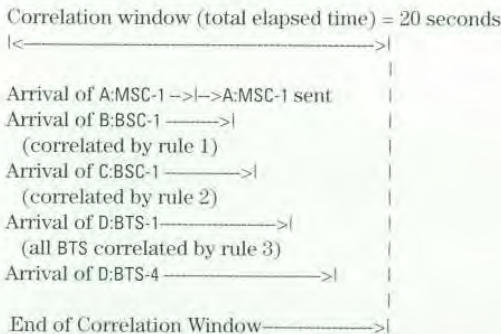 Correlation window (total elapsed time) = 20 seconds
|<--------------------------------------------------->|
Arrival of A:MSC-1 -->|-->A:MSC-1 sent
Arrival of B:BSC-1 -------->|
(correlated by rule 1)
Arrival of C:BSC-1 ----------->|
(correlated by rule 2)
Arrival of D:BTS-1----------------->|
(all BTS correlated by rule 3)
Arrival of D:BTS-4 ----------------------->|
End of Correlation Window---------------->|